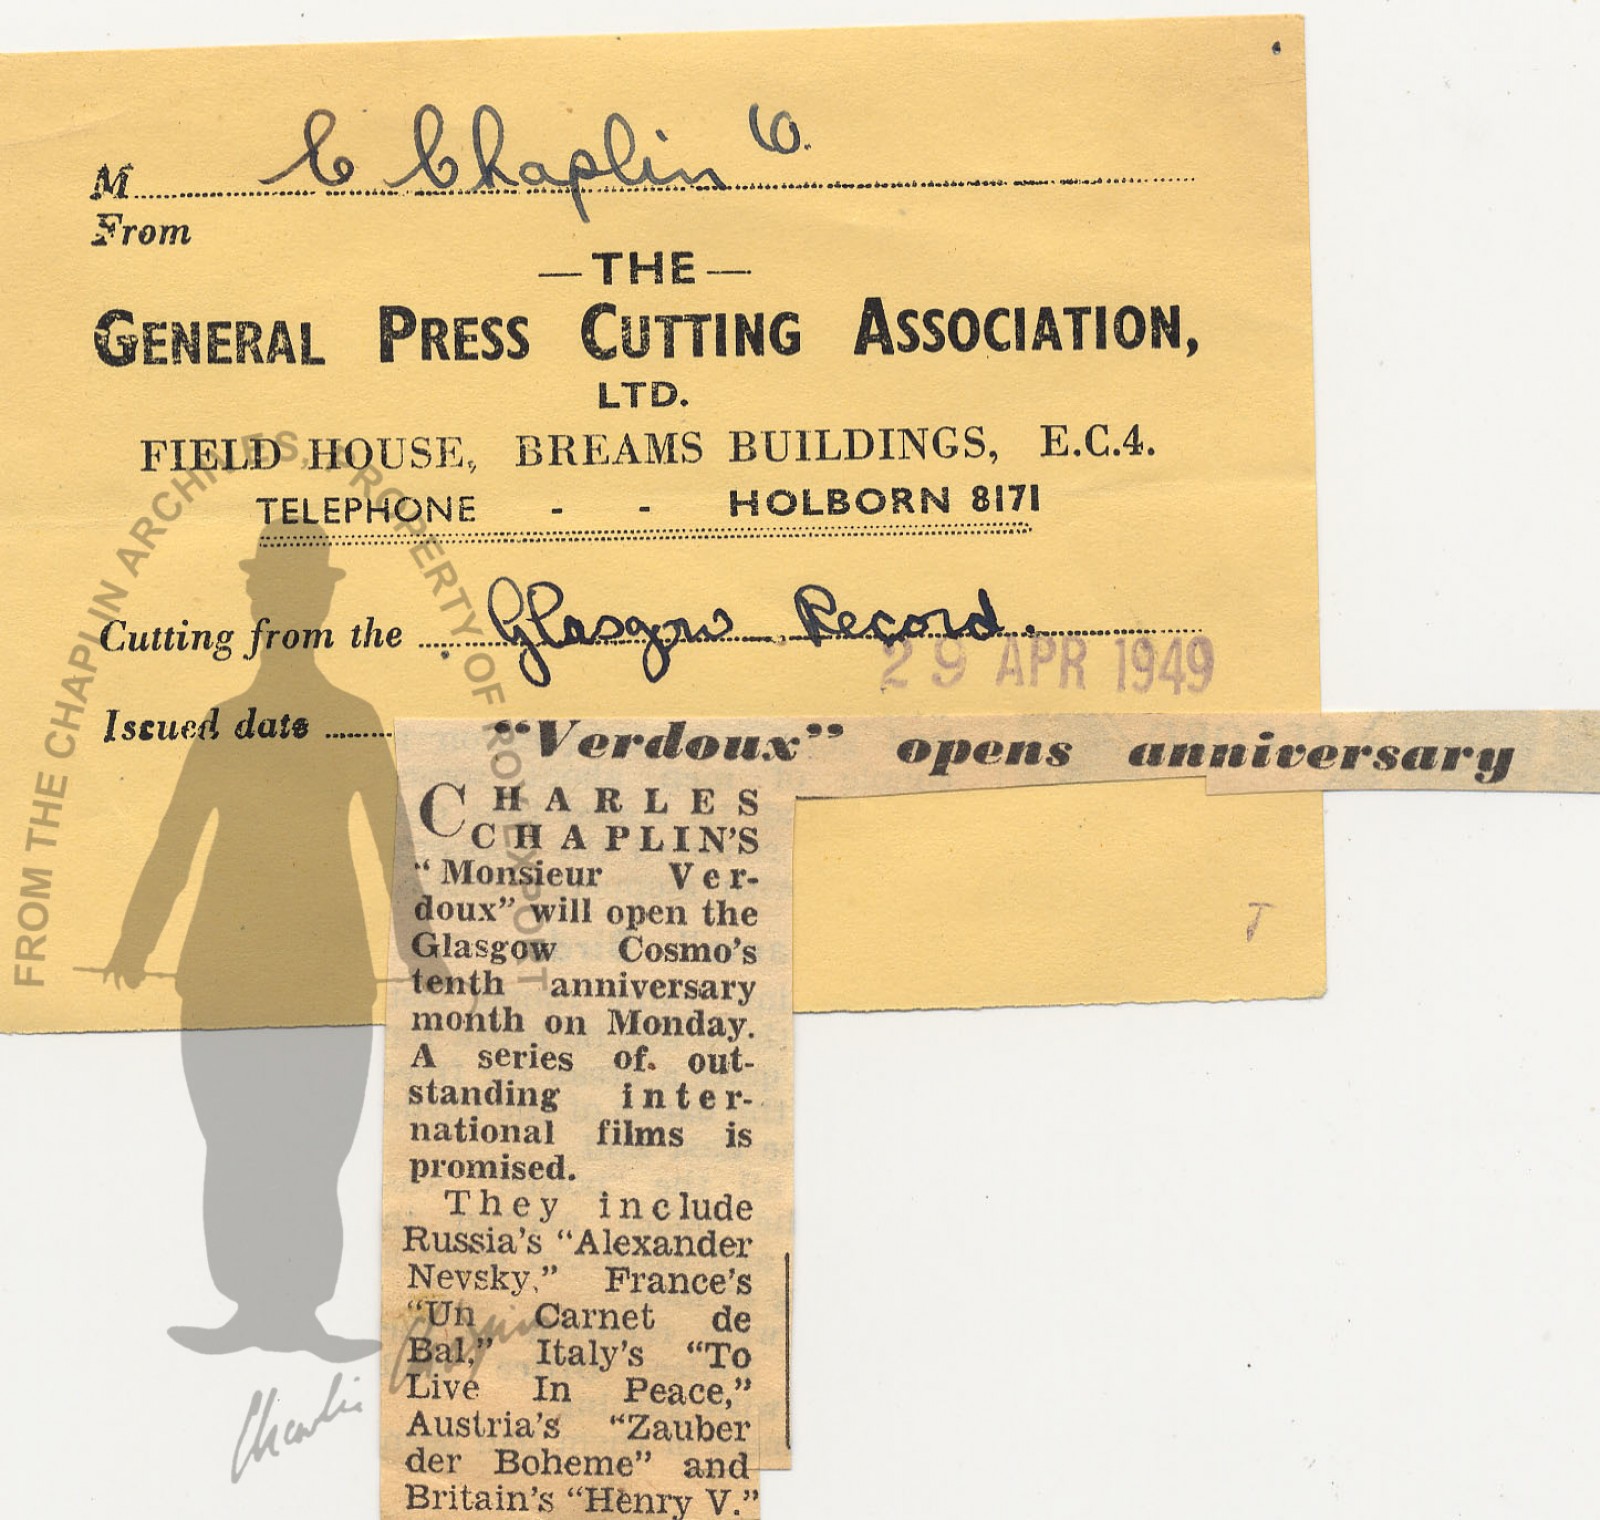 M C Chaplin 6.
From
—THE—
GENERAL PRESS CUTTING ASSOCIATION,
LTD.
FIELD HOUSE, BREAMS BUILDINGS, E.C.4.
TELEPHONE - - HOLBORN 8171
Cutting from the Glasgow Record.
29 APR 1949
Issued date
"Verdoux" opens anniversary
CHARLES
CHAPLIN'S
"Monsieur Ver-
doux" will open the
Glasgow Cosmo's
tenth anniversary
month on Monday.
A series of out-
standing inter-
national films is
promised.
They include
Russia's "Alexander
Nevsky," France's
"Un Carnet de
Bal," Italy's "To
Live In Peace,"
Austria's "Zauber
der Boheme" and
Britain's "Henry V."
J
FROM THE CHAPLIN ARCHIVES, PROPERTY OF ROY EXPORT
Charlie Chaplin